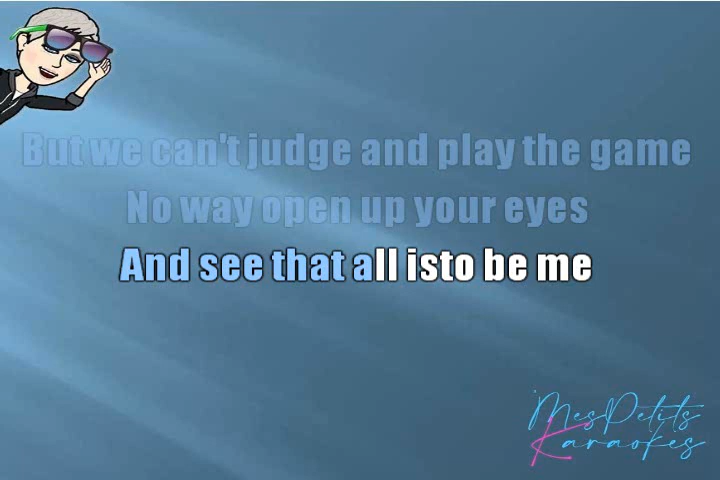 But we can't judge and play the game
No way open up your eyes
And see that all isto be me
MesPetits
Karaokes